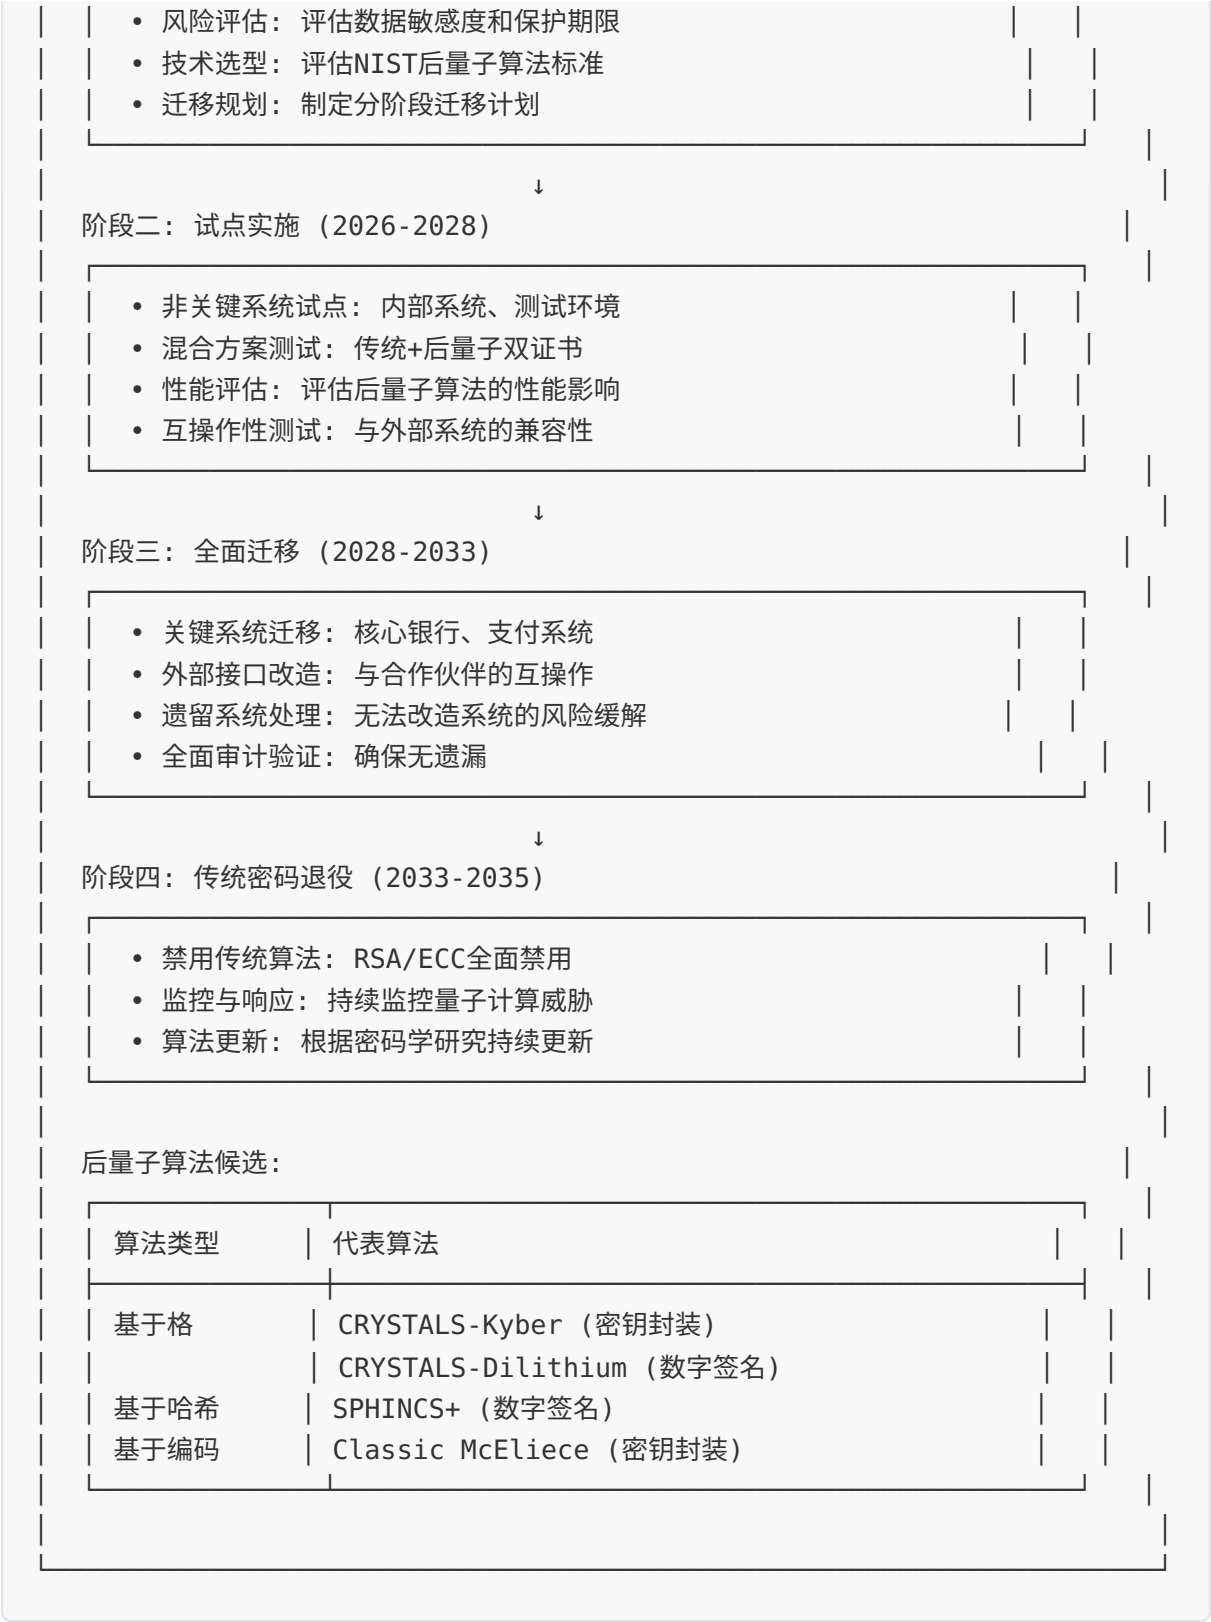 • 风险评估: 评估数据敏感度和保护期限
• 技术选型: 评估NIST后量子算法标准
• 迁移规划: 制定分阶段迁移计划
↓
阶段二: 试点实施 (2026-2028)
• 非关键系统试点: 内部系统、测试环境
• 混合方案测试: 传统+后量子双证书
• 性能评估: 评估后量子算法的性能影响
• 互操作性测试: 与外部系统的兼容性
↓
阶段三: 全面迁移 (2028-2033)
• 关键系统迁移: 核心银行、支付系统
• 外部接口改造: 与合作伙伴的互操作
• 遗留系统处理: 无法改造系统的风险缓解
• 全面审计验证: 确保无遗漏
↓
阶段四: 传统密码退役 (2033-2035)
• 禁用传统算法: RSA/ECC全面禁用
• 监控与响应: 持续监控量子计算威胁
• 算法更新: 根据密码学研究持续更新
后量子算法候选:
算法类型 │ 代表算法
基于格 │ CRYSTALS-Kyber (密钥封装)
│ CRYSTALS-Dilithium (数字签名)
基于哈希 │ SPHINCS+ (数字签名)
基于编码 │ Classic McEliece (密钥封装)